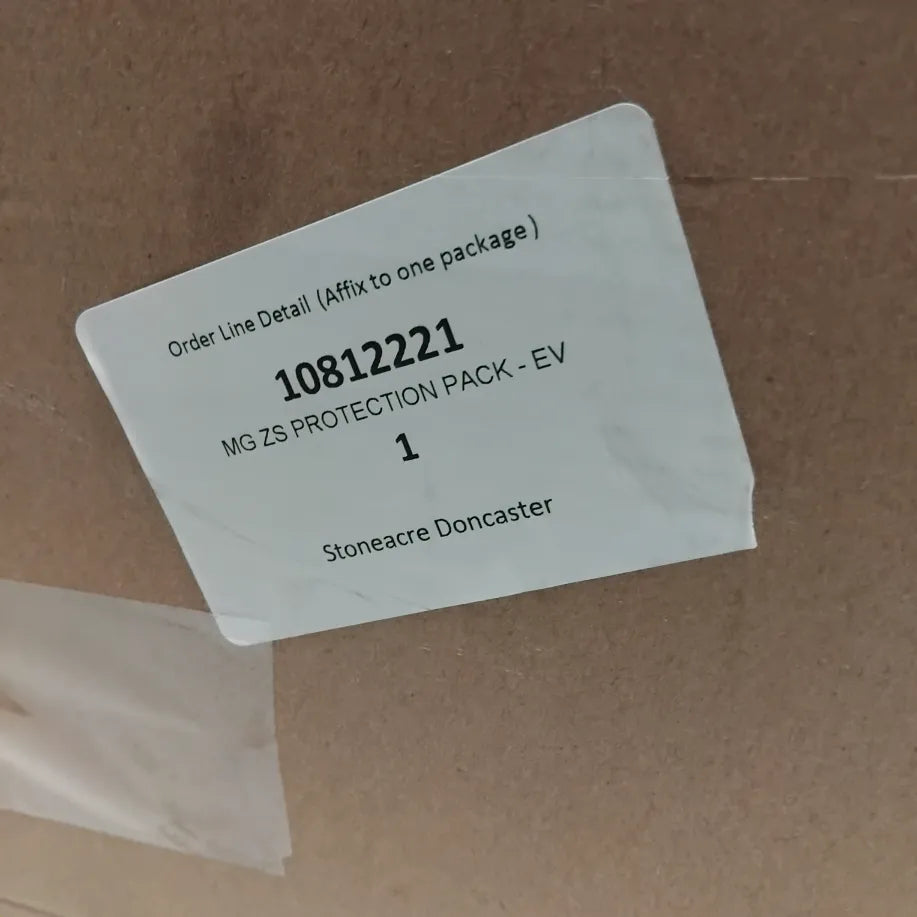 Order Line Detail (Affix to one package)
10812221
MG ZS PROTECTION PACK - EV
1
Stoneacre Doncaster